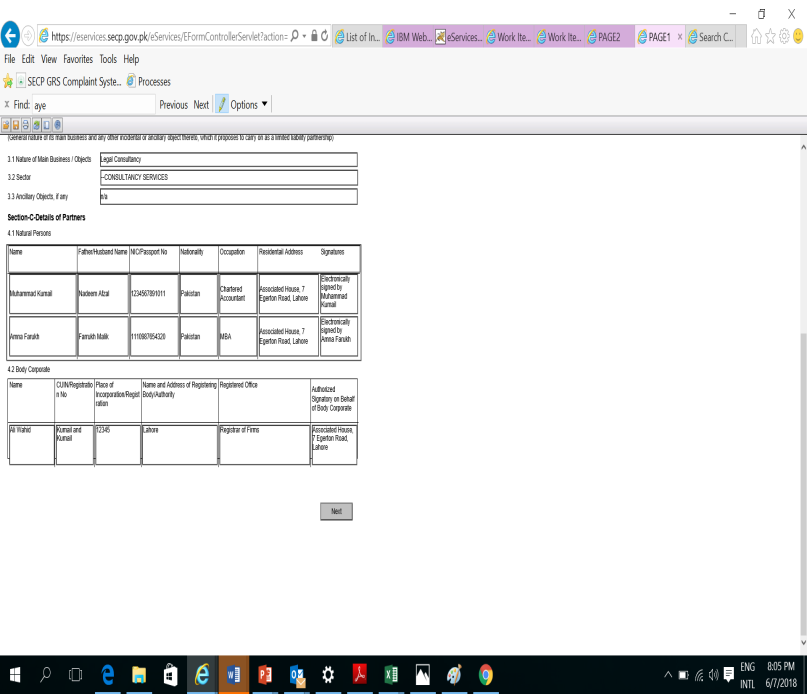 https://eservices.secp.gov.pk/eServices/EFormControllerServlet?action=
List of In... IBM Web... eServices... Work Ite... Work Ite... PAGE2 PAGE1 × Search C...
File Edit View Favorites Tools Help
SECP GRS Complaint Syste... Processes
× Find: aye Previous Next Options
(General nature of its main business and any other incidental or ancillary object thereto, which it proposes to carry on as a limited liability partnership)
3.1 Nature of Main Business / Objects Legal Consultancy
3.2 Sector --CONSULTANCY SERVICES
3.3 Ancillary Objects, if any n/a
Section-C-Details of Partners
4.1 Natural Persons
Name Father/Husband Name NIC/Passport No Nationality Occupation Residentail Address Signatures
Muhammad Kumail Nadeem Afzal 1234567891011 Pakistan Chartered Accountant Associated House, 7 Egerton Road, Lahore Electronically signed by Muhammad Kumail
Amna Farukh Farrukh Malik 1110987654320 Pakistan MBA Associated House, 7 Egerton Road, Lahore Electronically signed by Amna Farukh
4.2 Body Corporate
Name CUIN/Registratio n No Place of Incorporation/Regist ration Name and Address of Registering Body/Authority Registered Office Authorized Signatory on Behalf of Body Corporate
Ali Wahid Kumail and Kumail 12345 Lahore Registrar of Firms Associated House, 7 Egerton Road, Lahore
Next
ENG 8:05 PM
INTL 6/7/2018